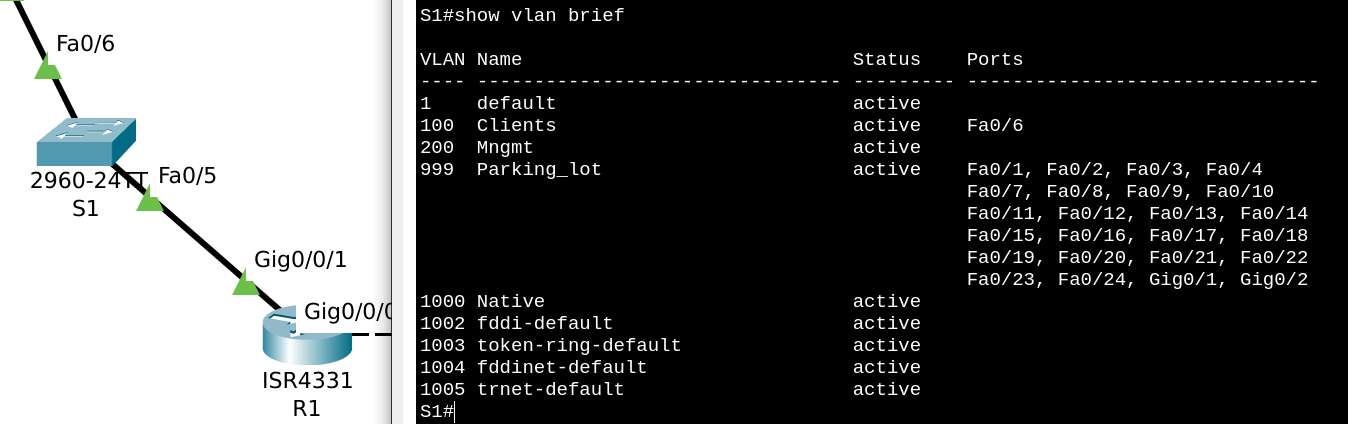 Fa0/6
2960-24TT
S1
Fa0/5
Gig0/0/1
Gig0/0/0
ISR4331
R1
S1#show vlan brief
VLAN Name                             Status    Ports
---- -------------------------------- --------- -------------------------------
1    default                          active
100  Clients                          active    Fa0/6
200  Mngmt                            active
999  Parking_lot                      active    Fa0/1, Fa0/2, Fa0/3, Fa0/4
                                                Fa0/7, Fa0/8, Fa0/9, Fa0/10
                                                Fa0/11, Fa0/12, Fa0/13, Fa0/14
                                                Fa0/15, Fa0/16, Fa0/17, Fa0/18
                                                Fa0/19, Fa0/20, Fa0/21, Fa0/22
                                                Fa0/23, Fa0/24, Gig0/1, Gig0/2
1000 Native                           active
1002 fddi-default                     active
1003 token-ring-default               active
1004 fddinet-default                  active
1005 trnet-default                    active
S1#